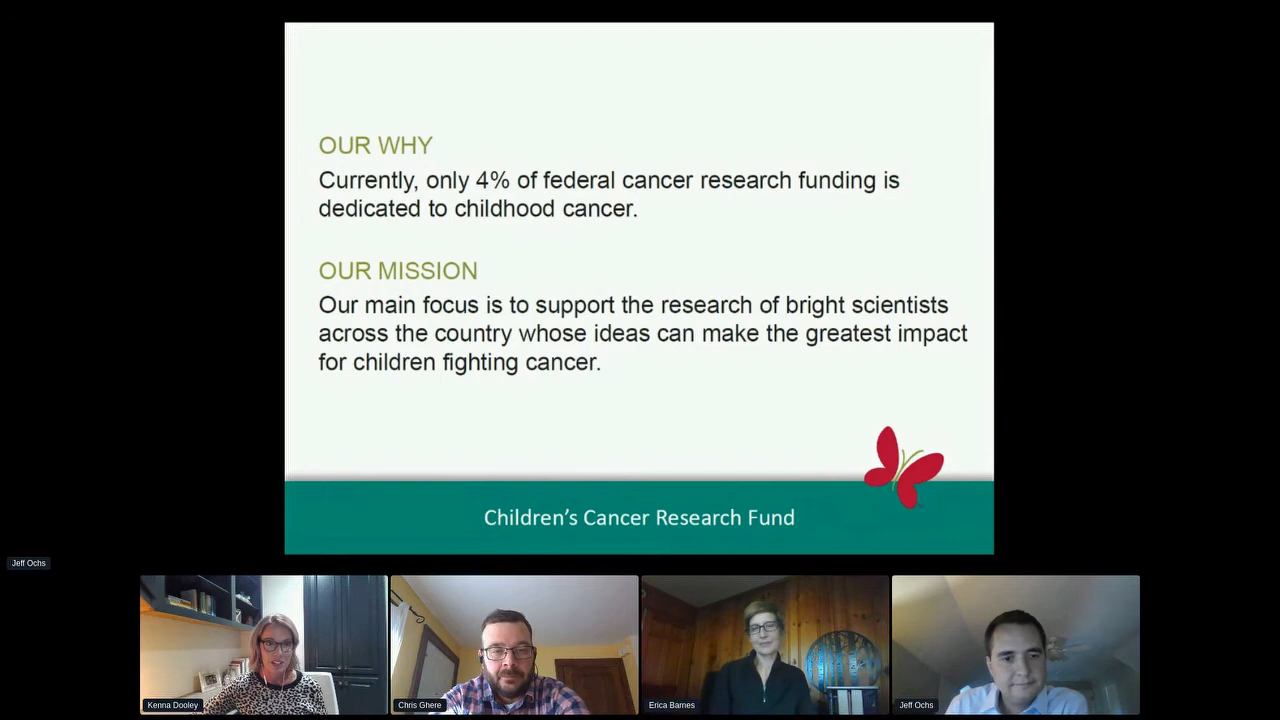 OUR WHY
Currently, only 4% of federal cancer research funding is
dedicated to childhood cancer.
OUR MISSION
Our main focus is to support the research of bright scientists
across the country whose ideas can make the greatest impact
for children fighting cancer.
Children's Cancer Research Fund
Jeff Ochs
Kenna Dooley
Chris Ghere
Erica Barnes
Jeff Ochs